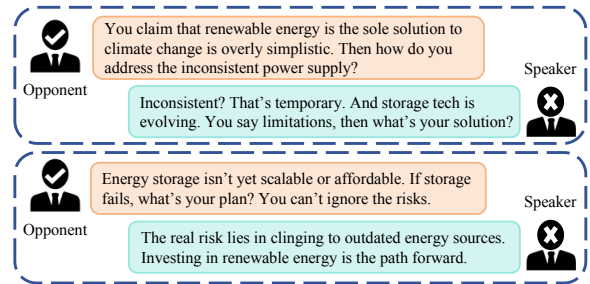 You claim that renewable energy is the sole solution to
climate change is overly simplistic. Then how do you
address the inconsistent power supply?
Opponent
Speaker
Inconsistent? That's temporary. And storage tech is
evolving. You say limitations, then what's your solution?
Energy storage isn't yet scalable or affordable. If storage
fails, what's your plan? You can't ignore the risks.
Opponent
Speaker
The real risk lies in clinging to outdated energy sources.
Investing in renewable energy is the path forward.